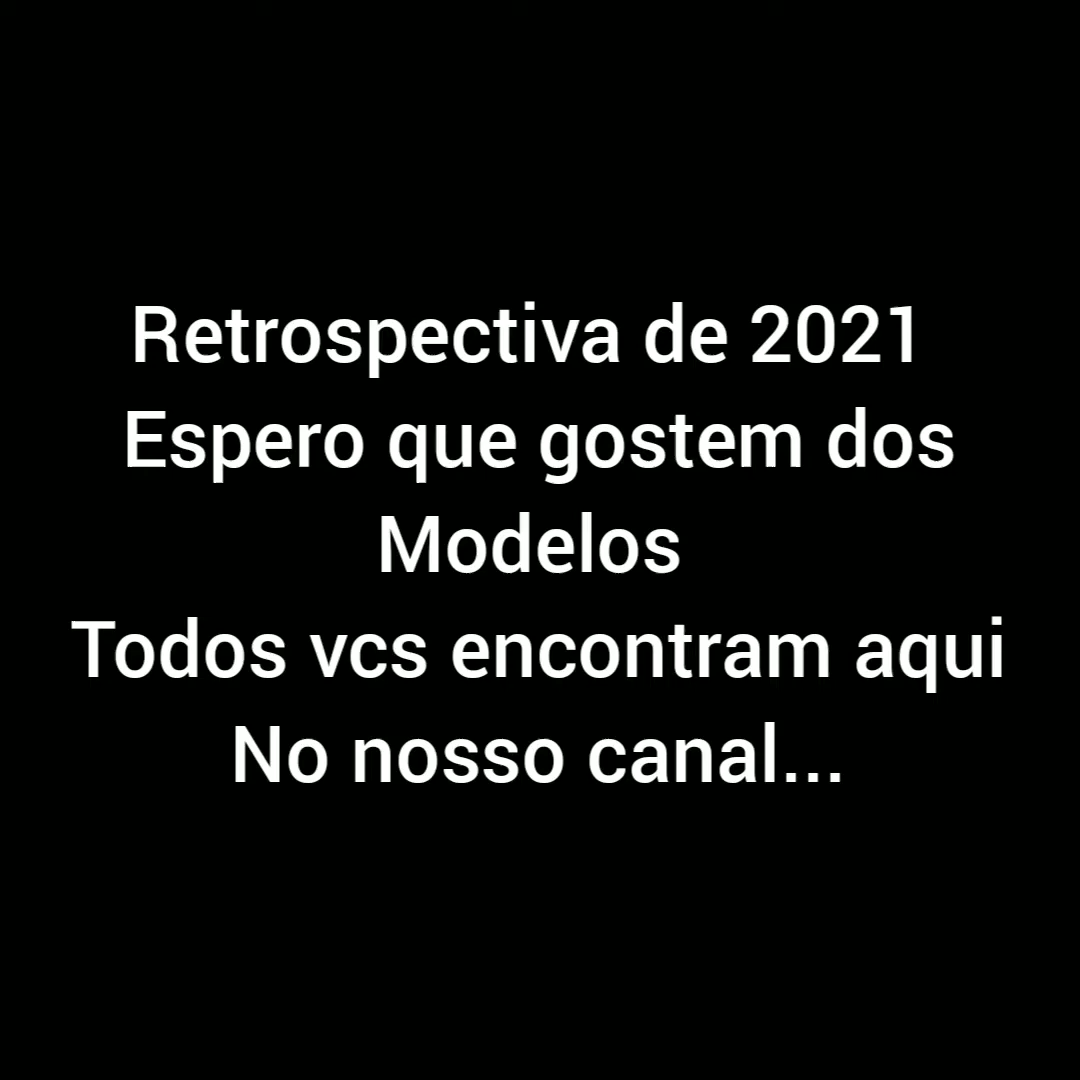 Retrospectiva de 2021
Espero que gostem dos
Modelos
Todos vcs encontram aqui
No nosso canal...